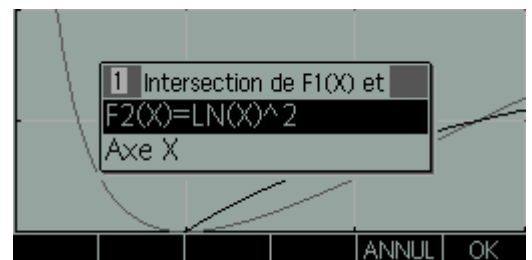 1 Intersection de F1(X) et
F2(X)=LN(X)^2
Axe X
ANNUL OK